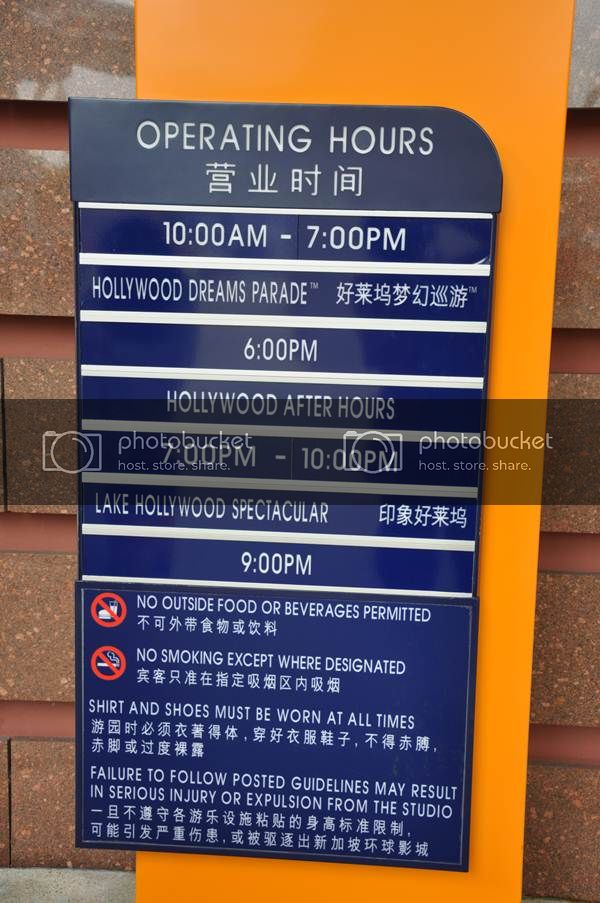 OPERATING HOURS
营业时间
10:00AM - 7:00PM
HOLLYWOOD DREAMS PARADE™ 好莱坞梦幻巡游™
6:00PM
HOLLYWOOD AFTER HOURS
photobucket photobucket
host. store. share. host. store. share.
7:00PM - 10:00PM
LAKE HOLLYWOOD SPECTACULAR 印象好莱坞
9:00PM
NO OUTSIDE FOOD OR BEVERAGES PERMITTED
不可外带食物或饮料
NO SMOKING EXCEPT WHERE DESIGNATED
宾客只准在指定吸烟区内吸烟
SHIRT AND SHOES MUST BE WORN AT ALL TIMES
游园时必须衣著得体,穿好衣服鞋子,不得赤膊,
赤脚或过度裸露
FAILURE TO FOLLOW POSTED GUIDELINES MAY RESULT
IN SERIOUS INJURY OR EXPULSION FROM THE STUDIO
一旦不遵守各游乐设施粘贴的身高标准限制,
可能引发严重伤患,或被驱逐出新加坡环球影城